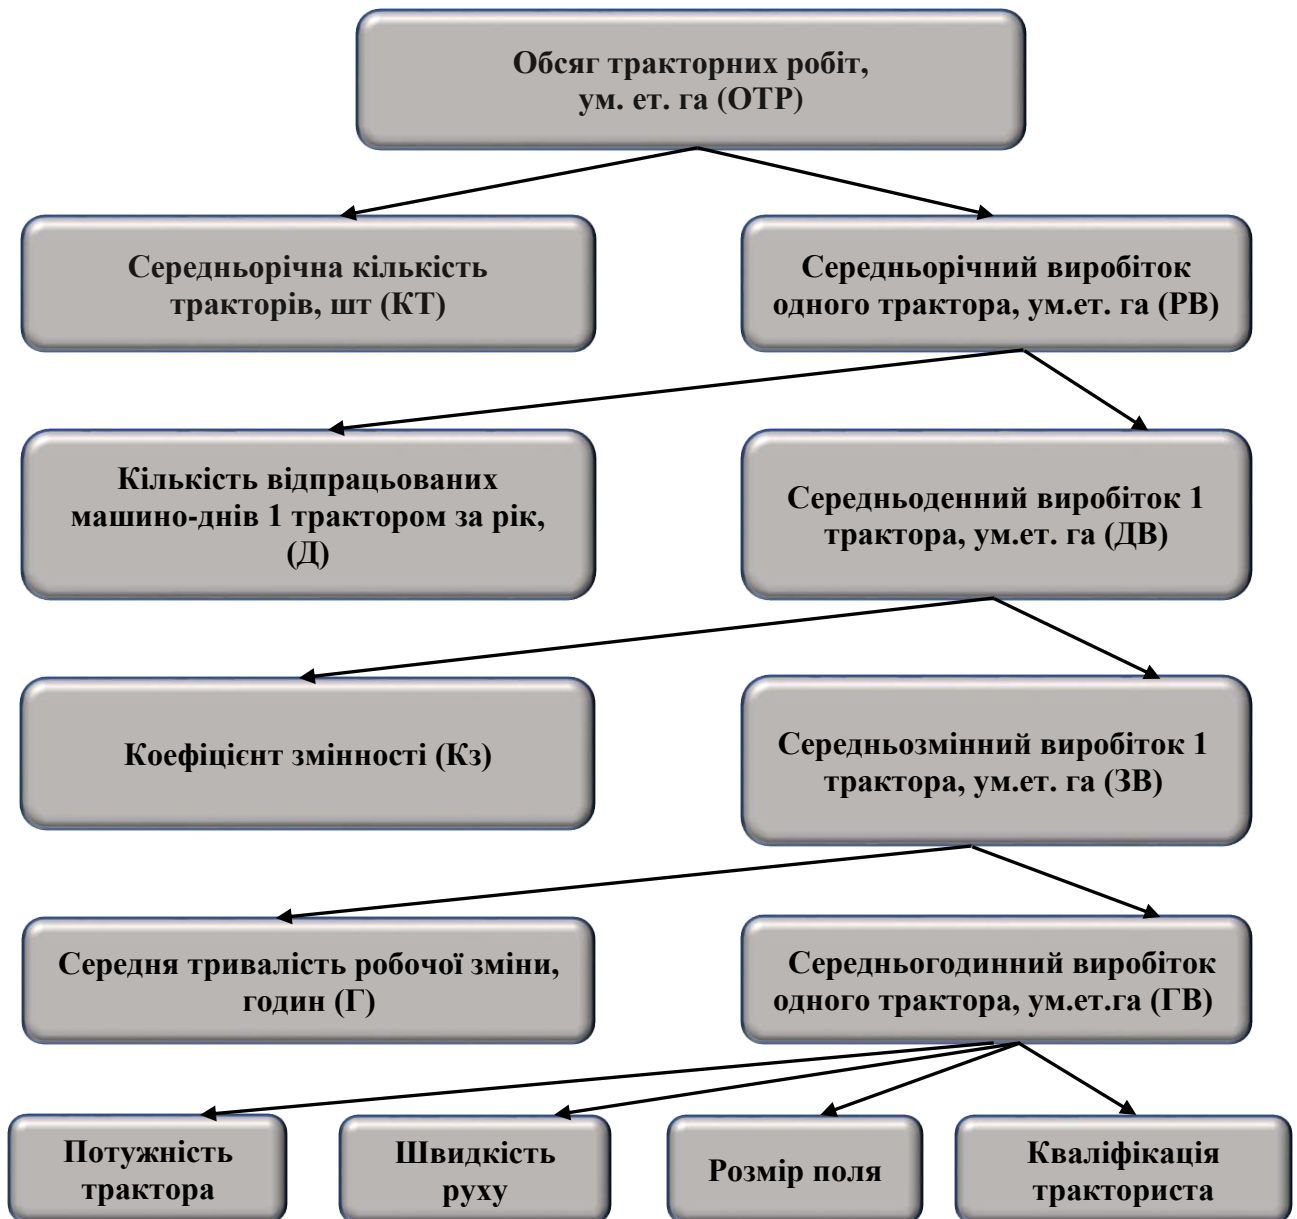 Обсяг тракторних робіт,
ум. ет. га (ОТР)
Середньорічна кількість
тракторів, шт (КТ)
Середньорічний виробіток
одного трактора, ум.ет. га (РВ)
Кількість відпрацьованих
машино-днів 1 трактором за рік,
(Д)
Середньоденний виробіток 1
трактора, ум.ет. га (ДВ)
Коефіцієнт змінності (Кз)
Середньозмінний виробіток 1
трактора, ум.ет. га (ЗВ)
Середня тривалість робочої зміни,
годин (Г)
Середньогодинний виробіток
одного трактора, ум.ет.га (ГВ)
Потужність
трактора
Швидкість
руху
Розмір поля
Кваліфікація
тракториста